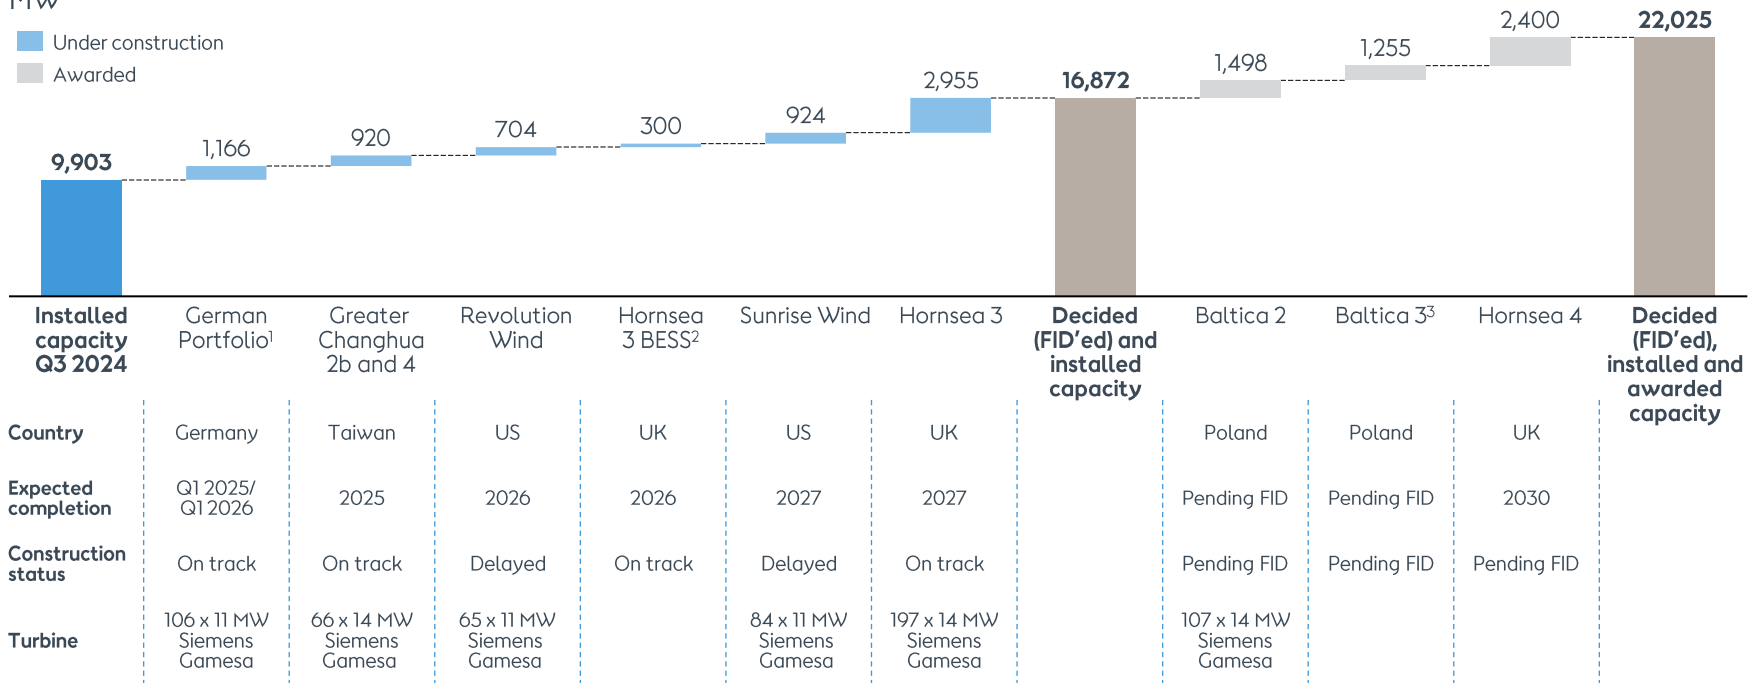 MW
Under construction
Awarded
9,903
1,166
920
704
300
924
2,955
16,872
1,498
1,255
2,400
22,025
Installed
capacity
Q3 2024
German
Portfolio¹
Greater
Changhua
2b and 4
Revolution
Wind
Hornsea
3 BESS²
Sunrise Wind
Hornsea 3
Decided
(FID’ed) and
installed
capacity
Baltica 2
Baltica 3³
Hornsea 4
Decided
(FID’ed),
installed and
awarded
capacity
Country
Germany
Taiwan
US
UK
US
UK
Poland
Poland
UK
Expected
completion
Q1 2025/
Q1 2026
2025
2026
2026
2027
2027
Pending FID
Pending FID
2030
Construction
status
On track
On track
Delayed
On track
Delayed
On track
Pending FID
Pending FID
Pending FID
Turbine
106 x 11 MW
Siemens
Gamesa
66 x 14 MW
Siemens
Gamesa
65 x 11 MW
Siemens
Gamesa
84 x 11 MW
Siemens
Gamesa
197 x 14 MW
Siemens
Gamesa
107 x 14 MW
Siemens
Gamesa